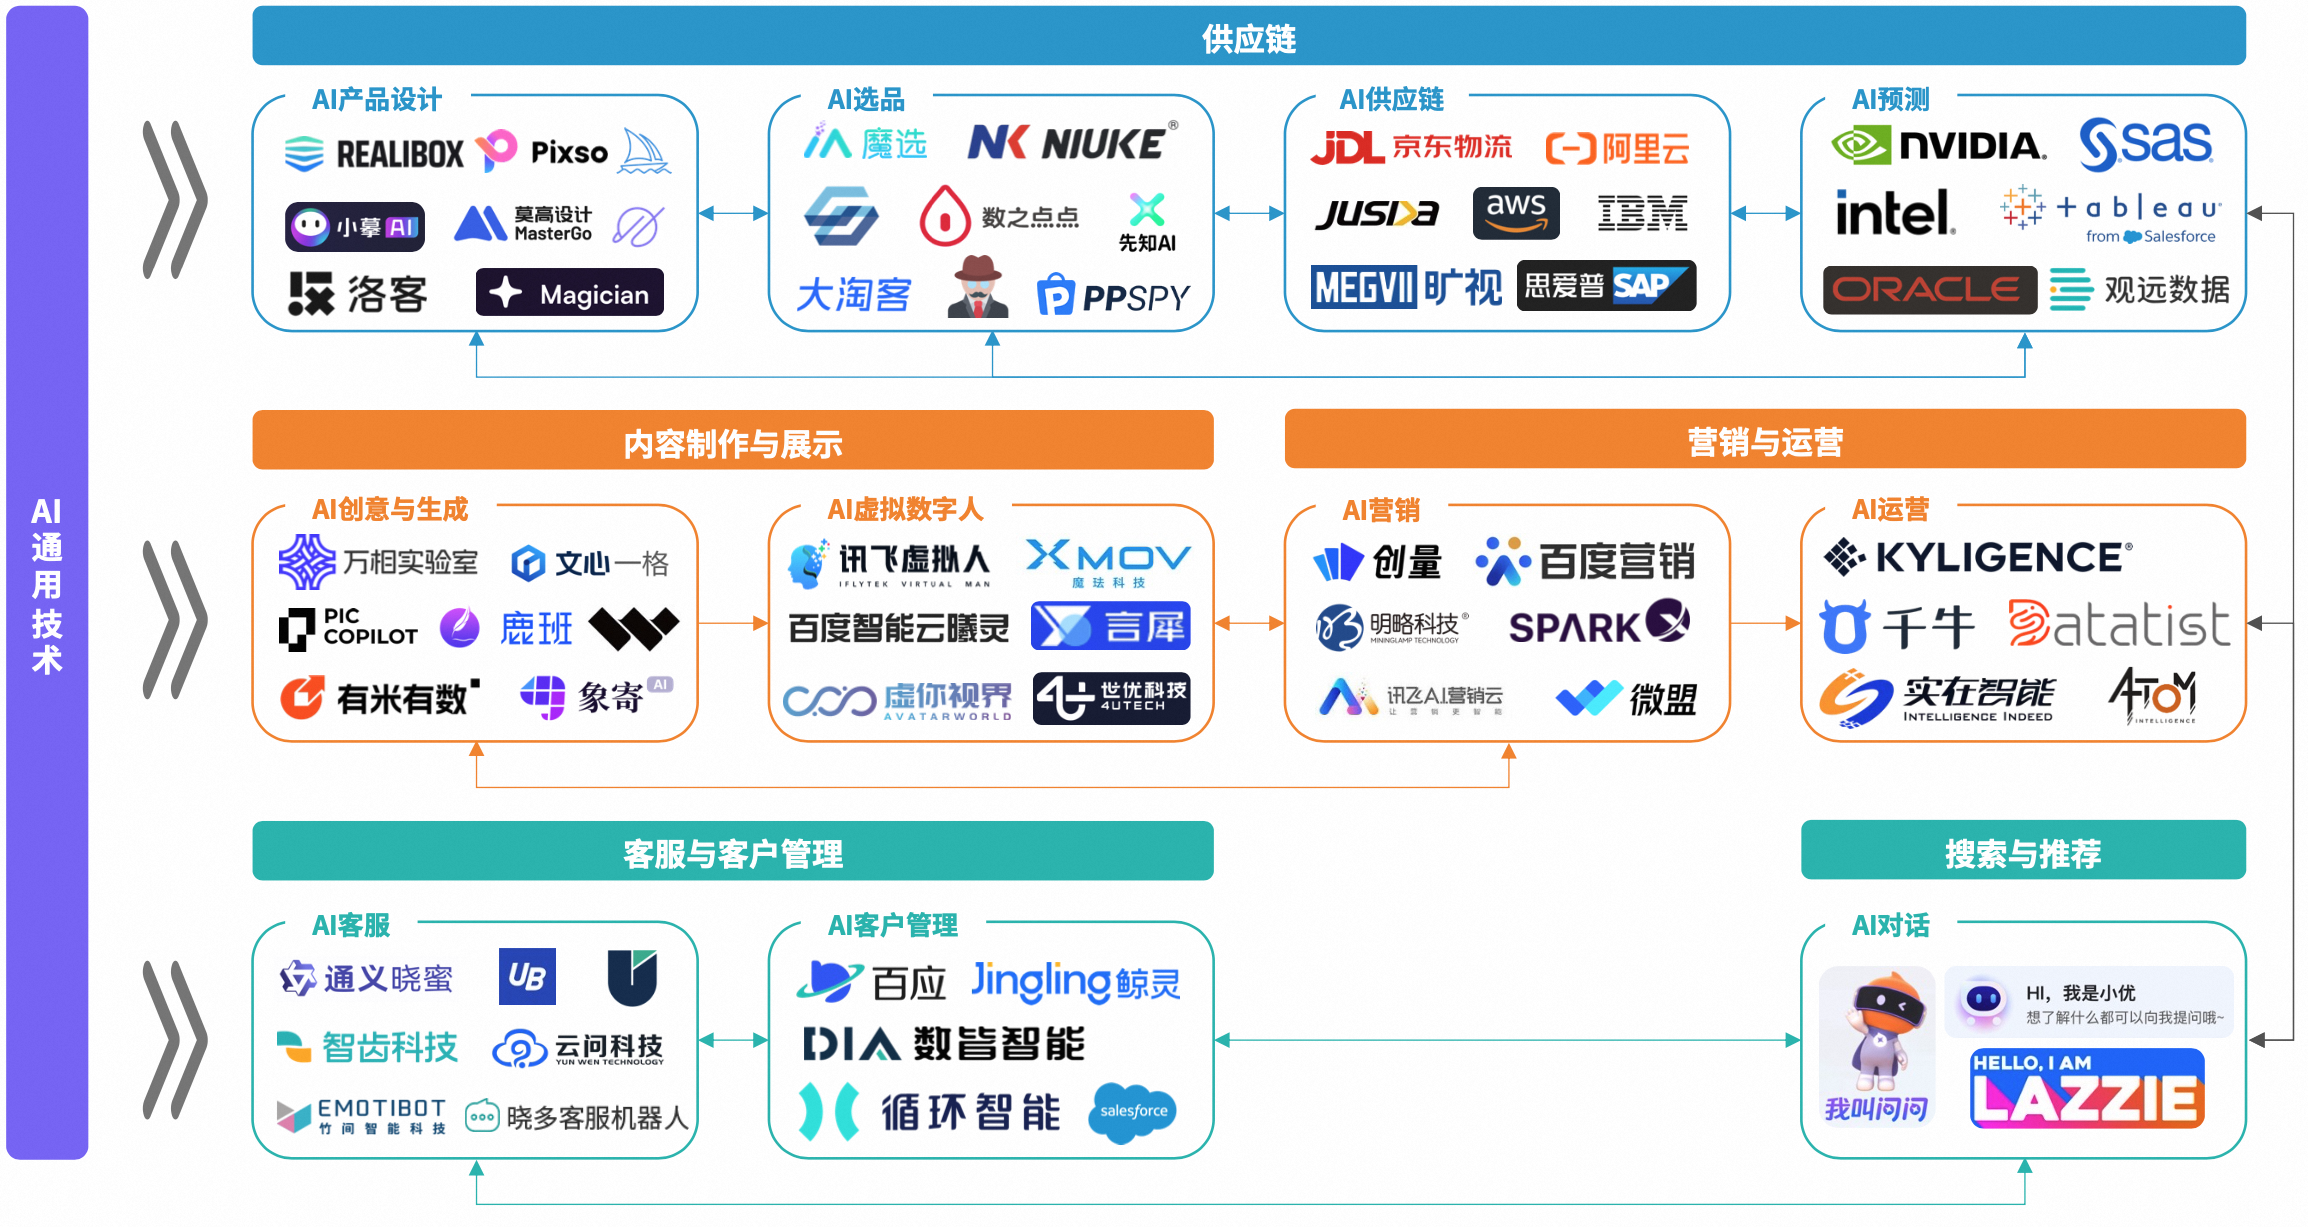 AI通用技术
供应链
AI产品设计
REALIBOX
Pixso
小摹AI
莫高设计
MasterGo
洛客
Magician
AI选品
魔选
NK NIUKE®
数之点点
先知AI
大淘客
PPSPY
AI供应链
JDL 京东物流
阿里云
JUSDA
aws
IBM
MEGVII 旷视
思爱普 SAP
AI预测
NVIDIA.
sas
intel.
+ableau
from Salesforce
ORACLE
观远数据
内容制作与展示
营销与运营
AI创意与生成
万相实验室
文心一格
PIC
COPILOT
鹿班
有米有数
象寄 AI
AI虚拟数字人
讯飞虚拟人
IFLYTEK VIRTUAL MAN
XMOV
魔珐科技
百度智能云曦灵
言犀
虚你视界
AVATARWORLD
世优科技
4UTECH
AI营销
创量
百度营销
明略科技®
MININGLAMP TECHNOLOGY
SPARK
讯飞A.I.营销云
让营销更智能
微盟
AI运营
KYLIGENCE®
千牛
Datatist
实在智能
INTELLIGENCE INDEED
ATOM
INTELLIGENCE
客服与客户管理
搜索与推荐
AI客服
通义晓蜜
UB
智齿科技
云问科技
YUN WEN TECHNOLOGY
EMOTIBOT
竹间智能科技
晓多客服机器人
AI客户管理
百应
Jingling鲸灵
DIA 数皆智能
循环智能
salesforce
AI对话
我叫问问
HI，我是小优
想了解什么都可以向我提问哦~
HELLO, I AM
LAZZIE